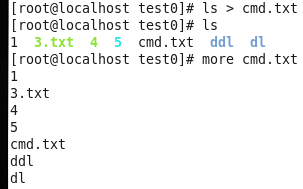 [root@localhost test0]# ls > cmd.txt
[root@localhost test0]# ls
1  3.txt  4  5  cmd.txt  ddl  dl
[root@localhost test0]# more cmd.txt
1
3.txt
4
5
cmd.txt
ddl
dl